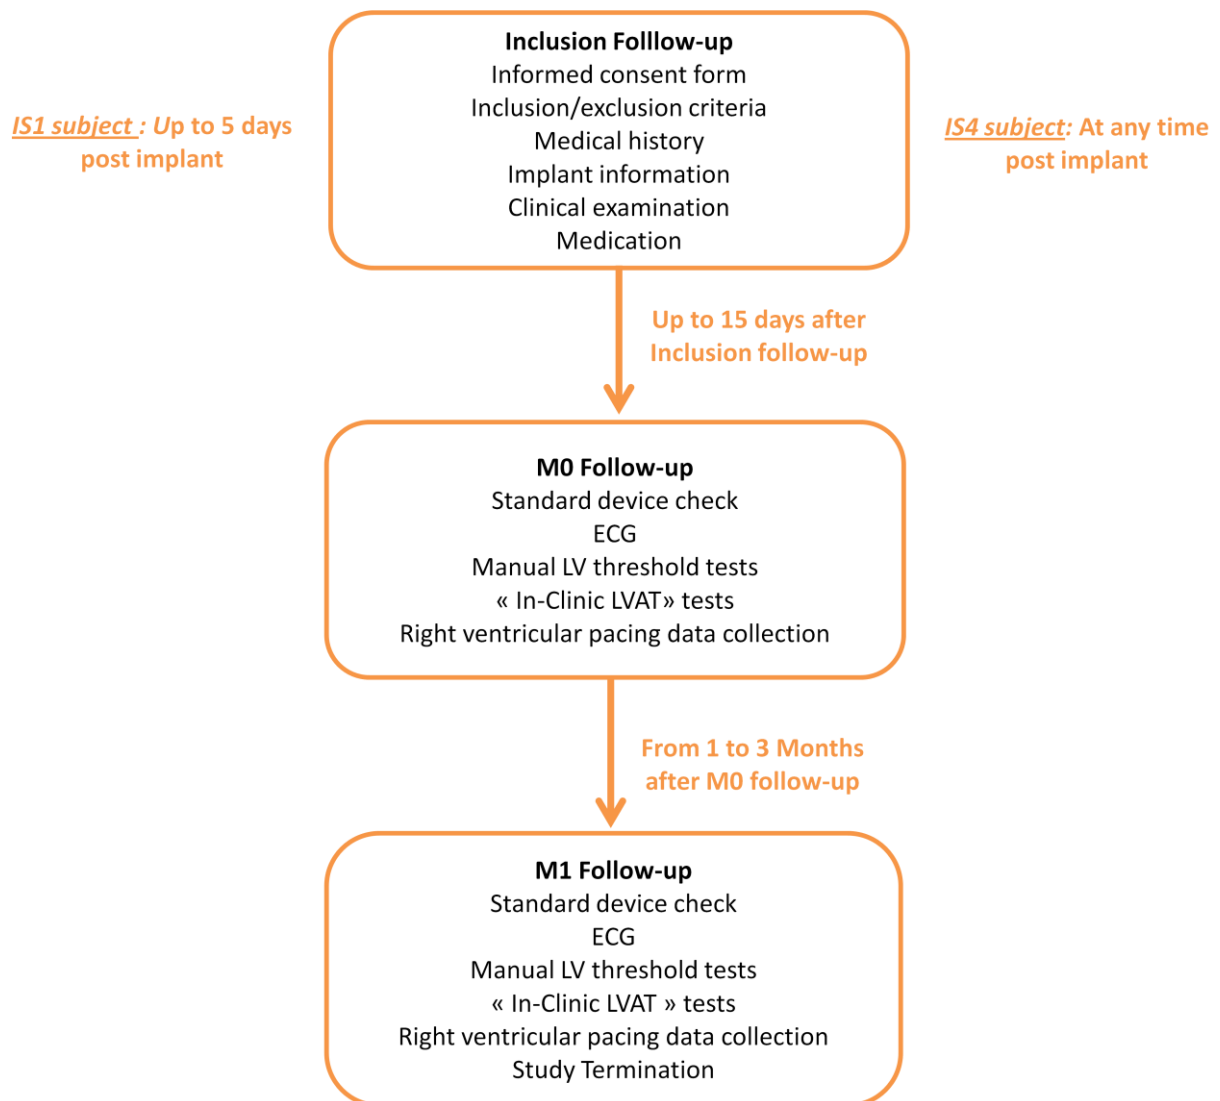 Inclusion Folllow-up
Informed consent form
Inclusion/exclusion criteria
Medical history
Implant information
Clinical examination
Medication
IS1 subject : Up to 5 days
post implant
IS4 subject: At any time
post implant
Up to 15 days after
Inclusion follow-up
M0 Follow-up
Standard device check
ECG
Manual LV threshold tests
« In-Clinic LVAT» tests
Right ventricular pacing data collection
From 1 to 3 Months
after M0 follow-up
M1 Follow-up
Standard device check
ECG
Manual LV threshold tests
« In-Clinic LVAT » tests
Right ventricular pacing data collection
Study Termination